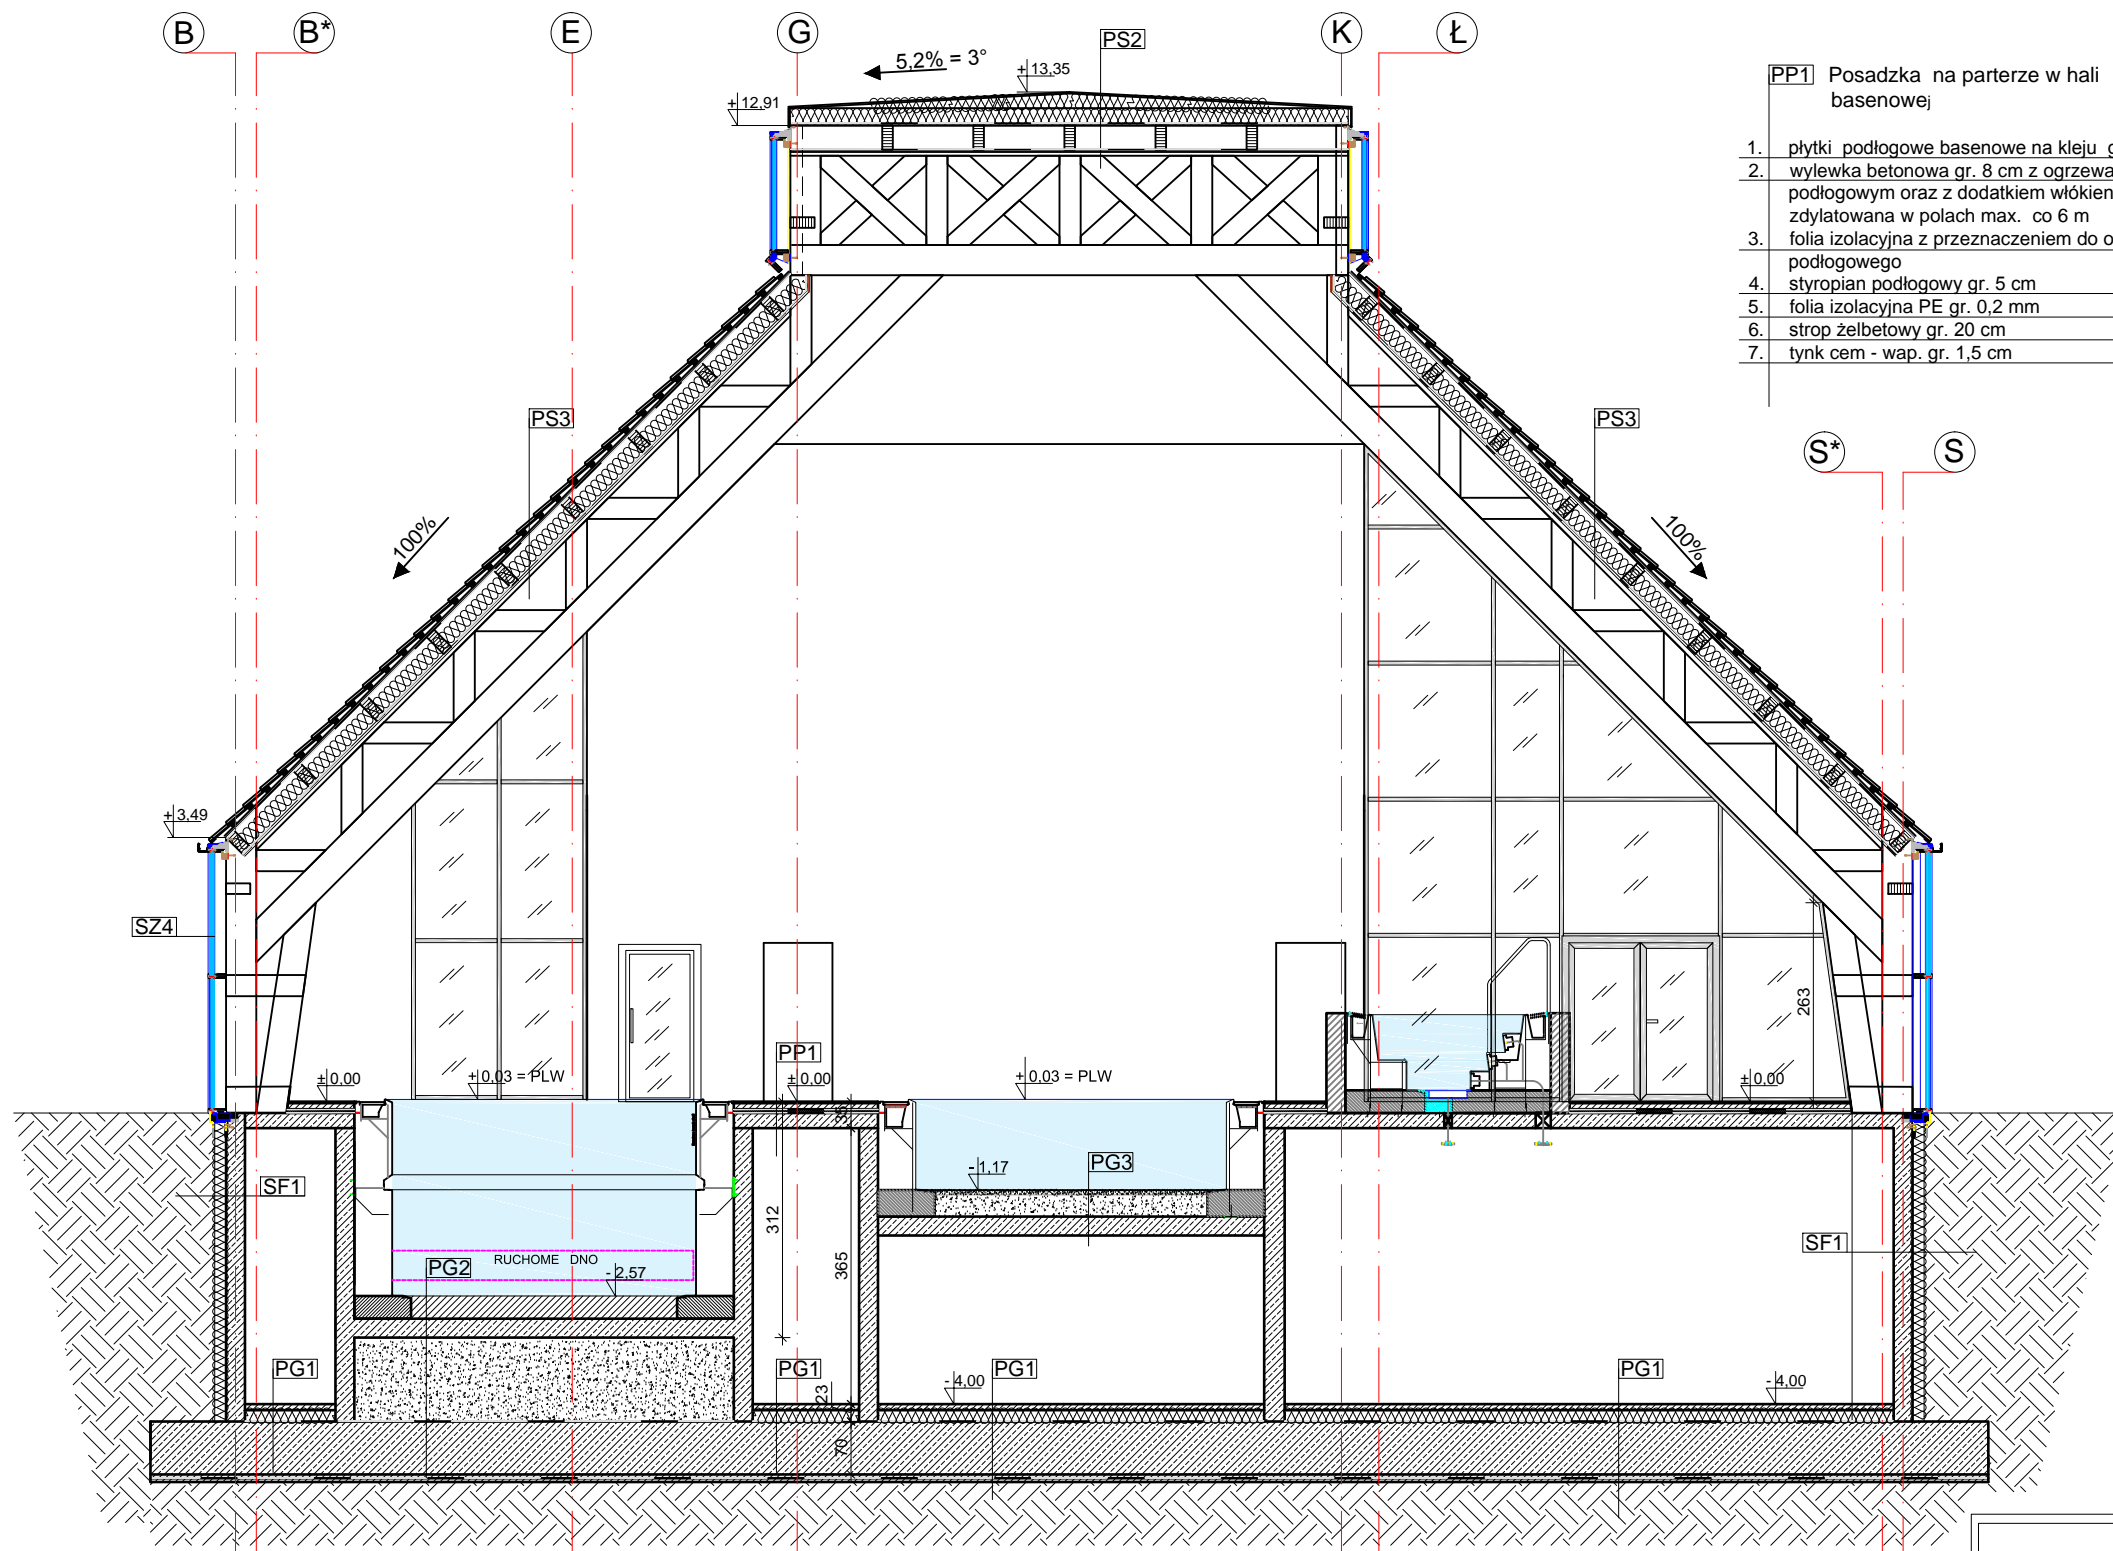 B
B*
E
G
K
Ł
PS2
5,2% = 3°
+ 13,35
+ 12,91
PP1 Posadzka na parterze w hali
basenowej
1. płytki podłogowe basenowe na kleju g
2. wylewka betonowa gr. 8 cm z ogrzewa
podłogowym oraz z dodatkiem włókien
zdylatowana w polach max. co 6 m
3. folia izolacyjna z przeznaczeniem do o
podłogowego
4. styropian podłogowy gr. 5 cm
5. folia izolacyjna PE gr. 0,2 mm
6. strop żelbetowy gr. 20 cm
7. tynk cem - wap. gr. 1,5 cm
PS3
PS3
S*
S
100%
100%
+ 3,49
SZ4
263
PP1
± 0,00
+ 0,03 = PLW
± 0,00
+ 0,03 = PLW
± 0,00
35
SF1
- 1,17
PG3
312
365
SF1
RUCHOME DNO
PG2
- 2,57
PG1
PG1
23
- 4,00
PG1
PG1
- 4,00
70